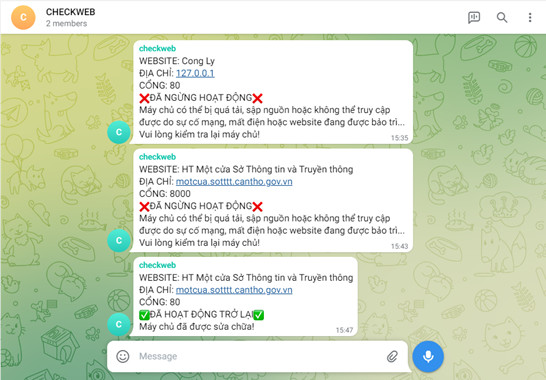 CHECKWEB
2 members
C
checkweb
WEBSITE: Cong Ly
ĐỊA CHỈ: 127.0.0.1
CỔNG: 80
❌ĐÃ NGỪNG HOẠT ĐỘNG❌
Máy chủ có thể bị quá tải, sập nguồn hoặc không thể truy cập
được do sự cố mạng, mất điện hoặc website đang được bảo trì...
Vui lòng kiểm tra lại máy chủ!
15:35
C
checkweb
WEBSITE: HT Một cửa Sở Thông tin và Truyền thông
ĐỊA CHỈ: motcua.sotttt.cantho.gov.vn
CỔNG: 8000
❌ĐÃ NGỪNG HOẠT ĐỘNG❌
Máy chủ có thể bị quá tải, sập nguồn hoặc không thể truy cập
được do sự cố mạng, mất điện hoặc website đang được bảo trì...
Vui lòng kiểm tra lại máy chủ!
15:43
C
checkweb
WEBSITE: HT Một cửa Sở Thông tin và Truyền thông
ĐỊA CHỈ: motcua.sotttt.cantho.gov.vn
CỔNG: 80
✅ĐÃ HOẠT ĐỘNG TRỞ LẠI✅
Máy chủ đã được sửa chữa!
15:47
C
Message